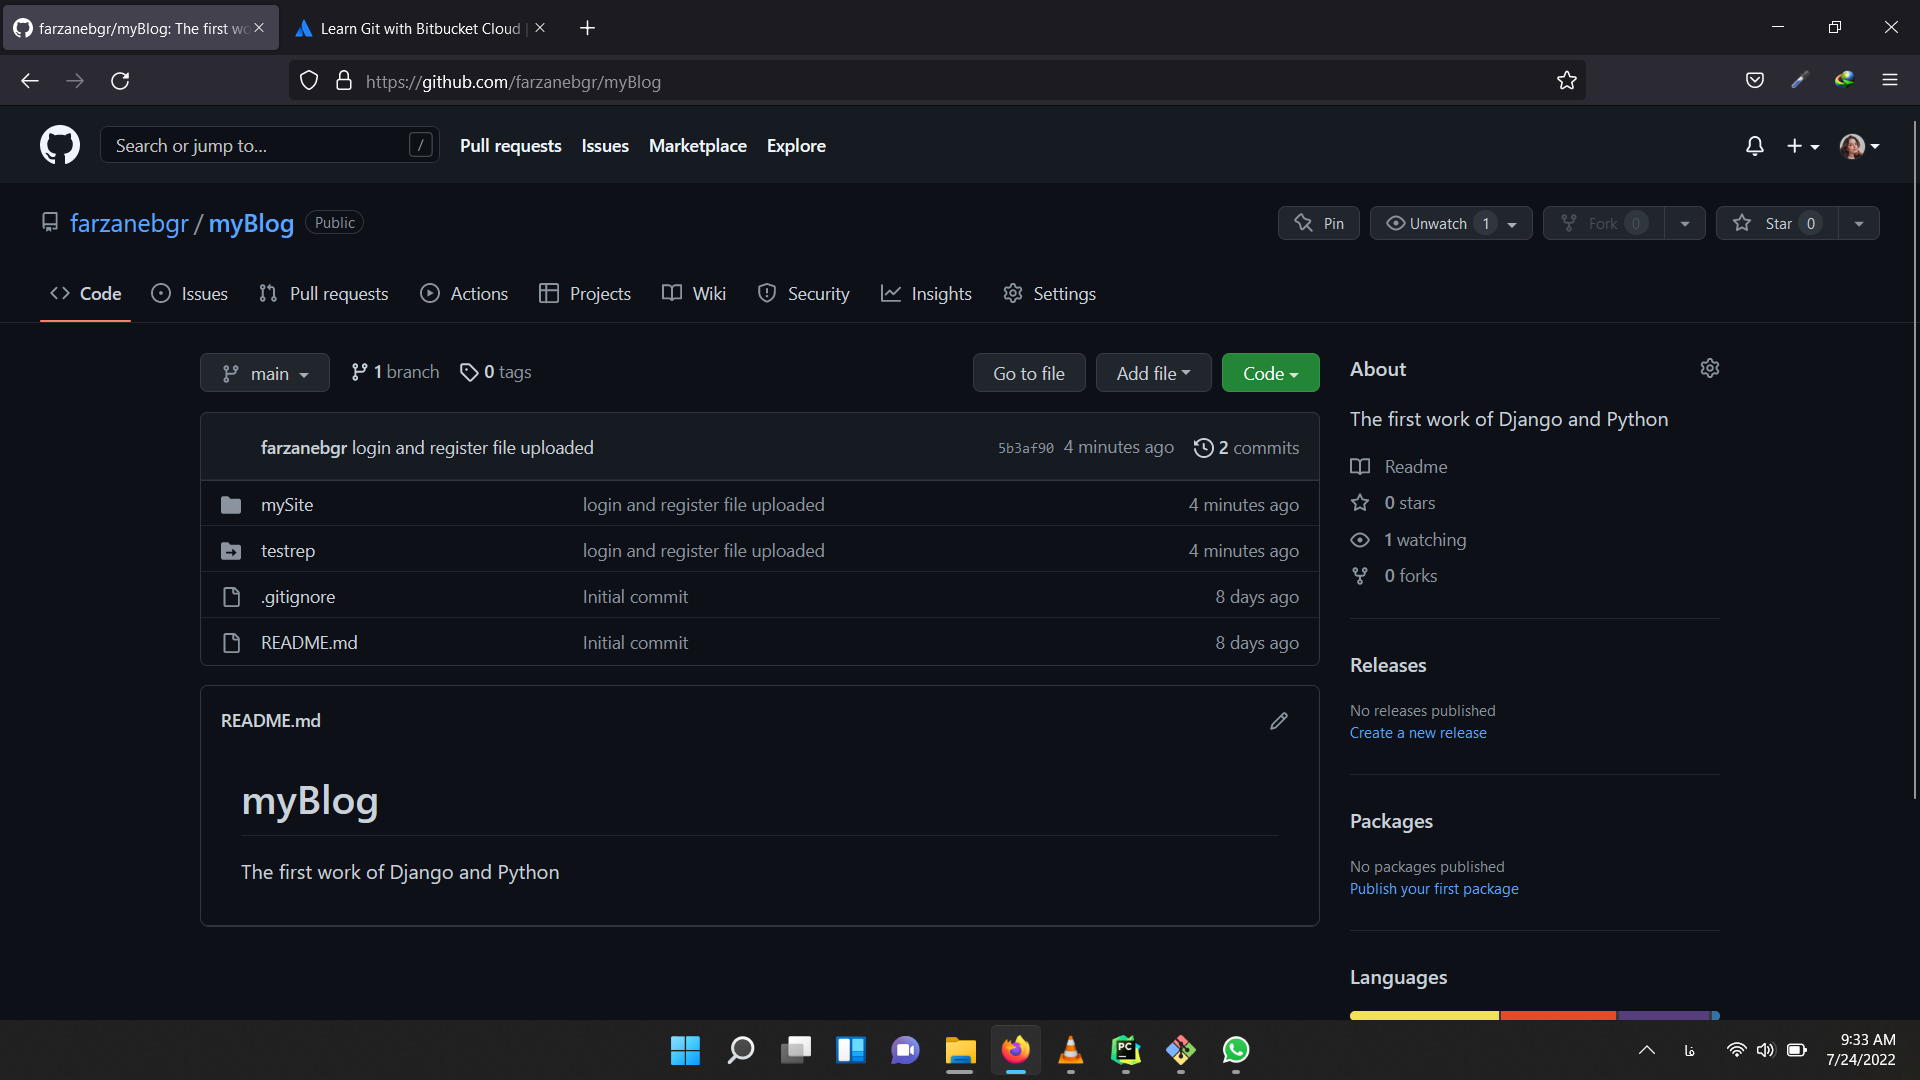 farzanebgr/myBlog: The first wo
Learn Git with Bitbucket Cloud |
https://github.com/farzanebgr/myBlog
Search or jump to...
/
Pull requests
Issues
Marketplace
Explore
farzanebgr / myBlog
Public
Pin
Unwatch 1
Fork 0
Star 0
Code
Issues
Pull requests
Actions
Projects
Wiki
Security
Insights
Settings
main
1 branch
0 tags
Go to file
Add file
Code
farzanebgr login and register file uploaded
5b3af90 4 minutes ago
2 commits
mySite login and register file uploaded 4 minutes ago
testrep login and register file uploaded 4 minutes ago
.gitignore Initial commit 8 days ago
README.md Initial commit 8 days ago
README.md
myBlog
The first work of Django and Python
About
The first work of Django and Python
Readme
0 stars
1 watching
0 forks
Releases
No releases published
Create a new release
Packages
No packages published
Publish your first package
Languages
PC
فا
9:33 AM
7/24/2022